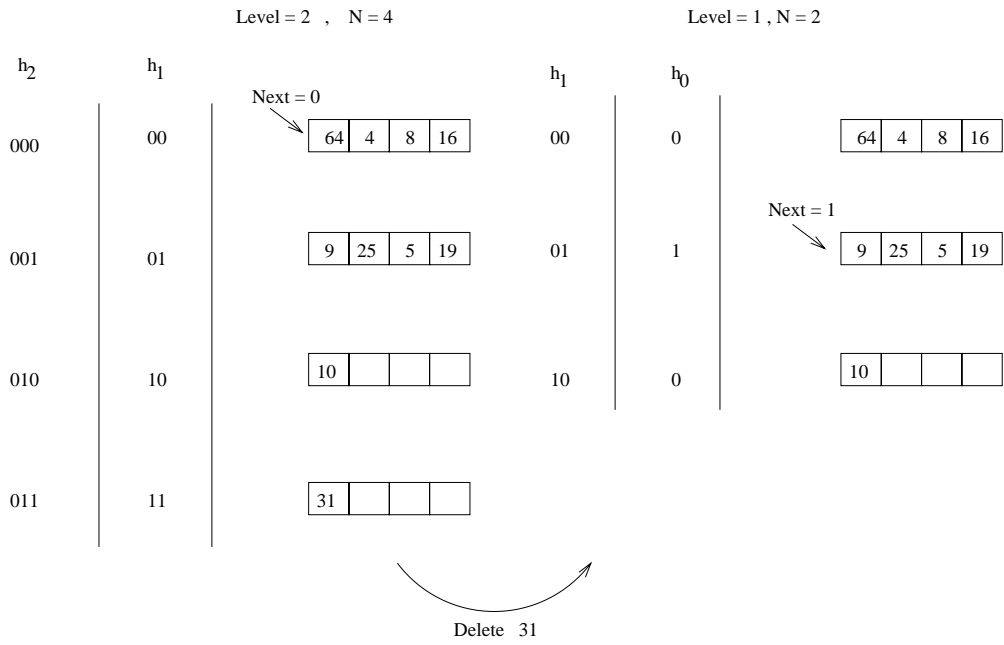 Level = 2 , N = 4
Level = 1 , N = 2
h2 h1
h1 h0
Next = 0
000 00 64 4 8 16
00 0 64 4 8 16
Next = 1
001 01 9 25 5 19
01 1 9 25 5 19
010 10 10
10 0 10
011 11 31
Delete 31